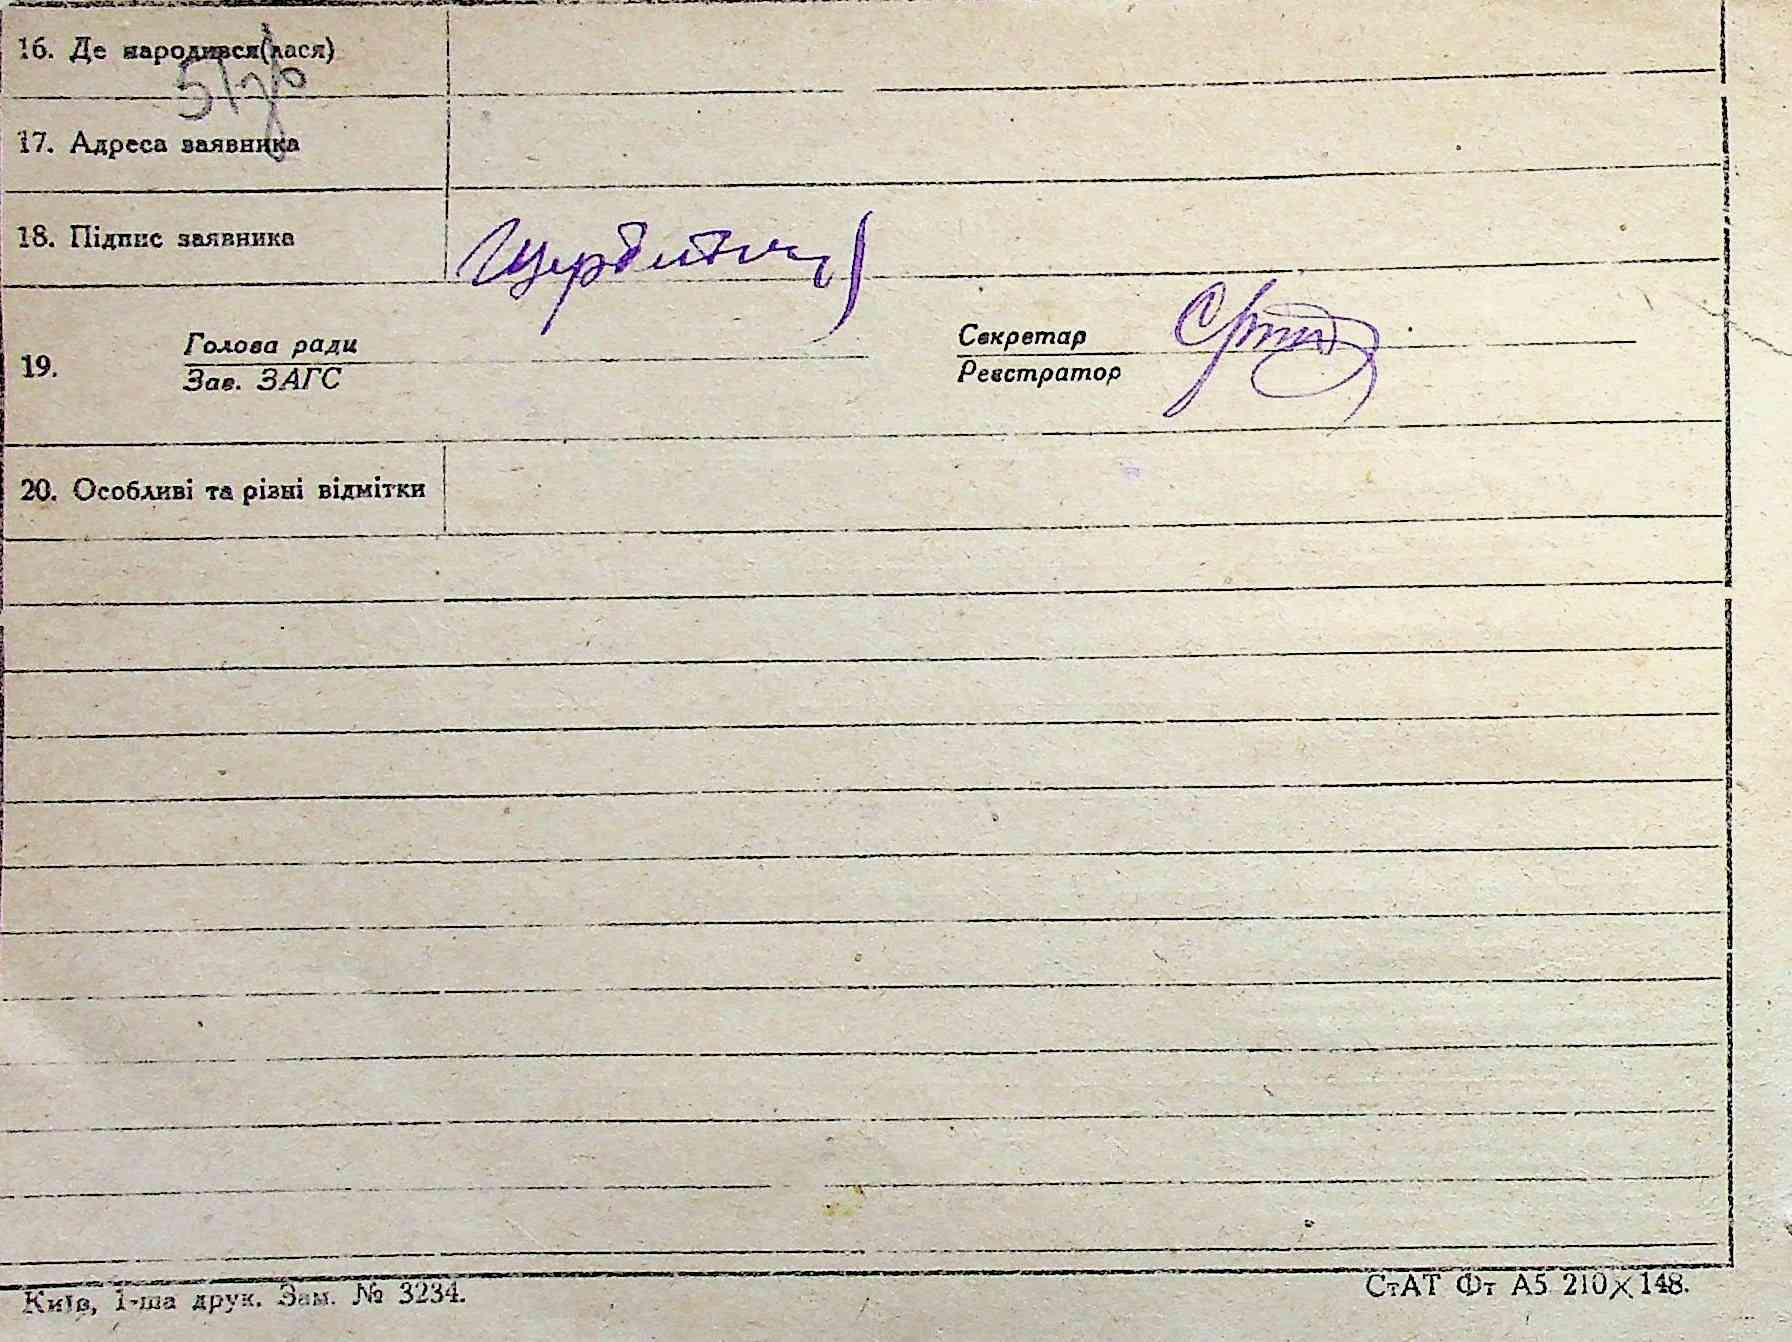 16. Де народився(лася)
17. Адреса заявника
18. Підпис заявника
19. Голова ради
Зав. ЗАГС
Секретар
Реєстратор
20. Особливі та різні відмітки
Київ, 1-ша друк. Зам. № 3234.
СтАТ Фт А5 210×148.